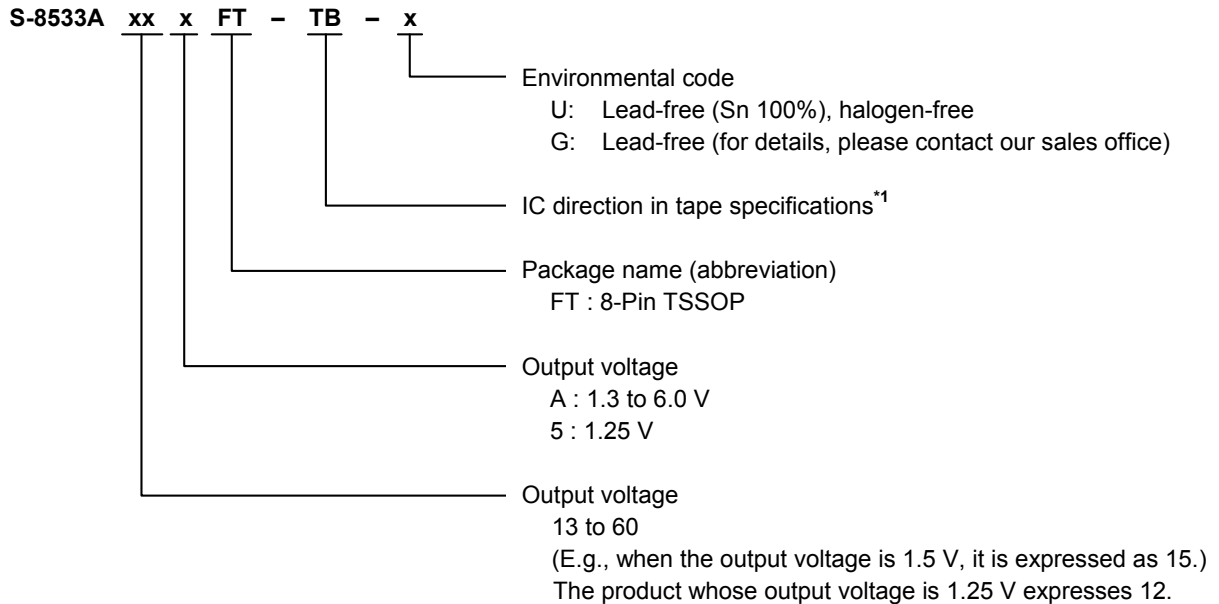 S-8533A xx x FT – TB – x
Environmental code
U: Lead-free (Sn 100%), halogen-free
G: Lead-free (for details, please contact our sales office)
IC direction in tape specifications*1
Package name (abbreviation)
FT : 8-Pin TSSOP
Output voltage
A : 1.3 to 6.0 V
5 : 1.25 V
Output voltage
13 to 60
(E.g., when the output voltage is 1.5 V, it is expressed as 15.)
The product whose output voltage is 1.25 V expresses 12.